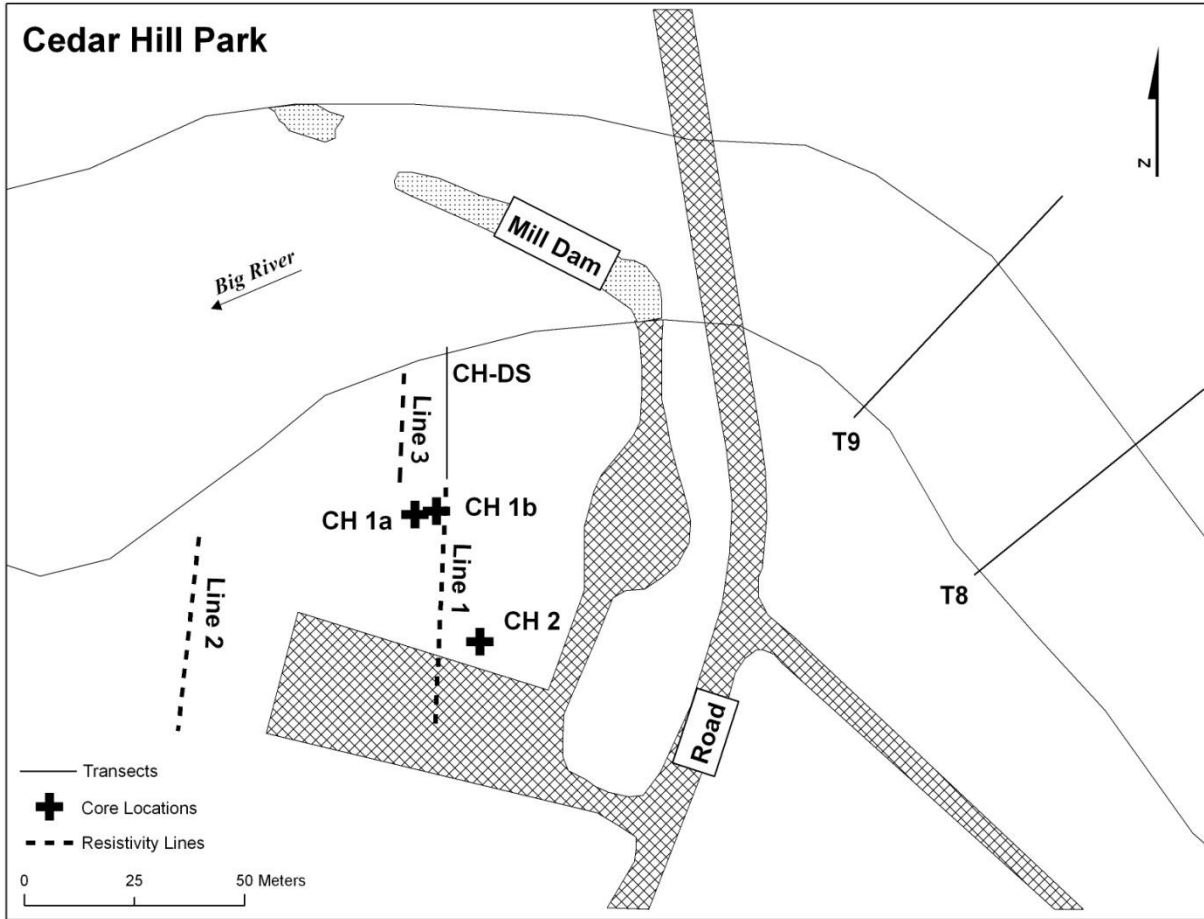 Cedar Hill Park
N
Mill Dam
Big River
CH-DS
Line 3
T9
CH 1a
CH 1b
Line 1
Line 2
T8
CH 2
Road
Transects
Core Locations
Resistivity Lines
0 25 50 Meters